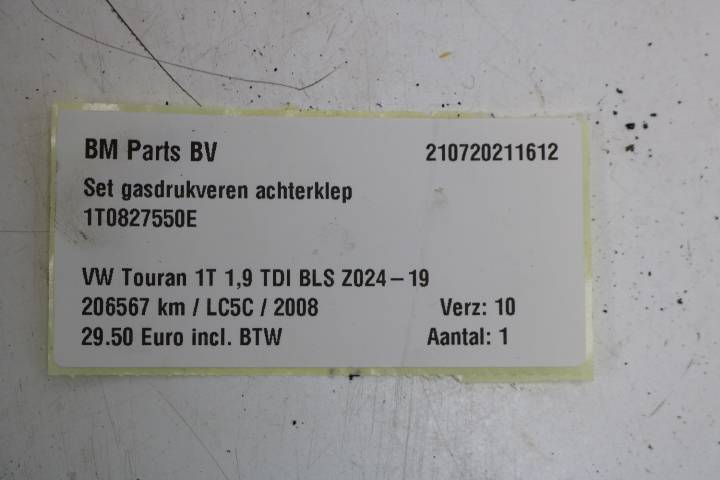 BM Parts BV 210720211612
Set gasdrukveren achterklep
1T0827550E
VW Touran 1T 1,9 TDI BLS Z024-19
206567 km / LC5C / 2008 Verz: 10
29.50 Euro incl. BTW Aantal: 1